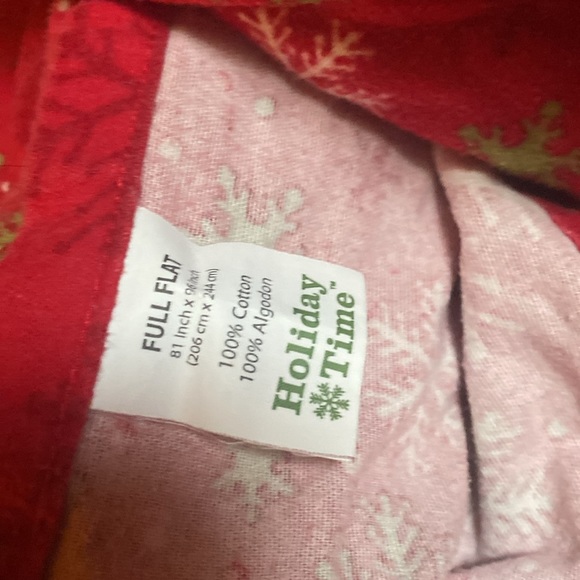 FULL FLAT
81 Inch x 96 Inch
(206 cm x 244 cm)
100% Cotton
100% Algodon
Holiday
Time™